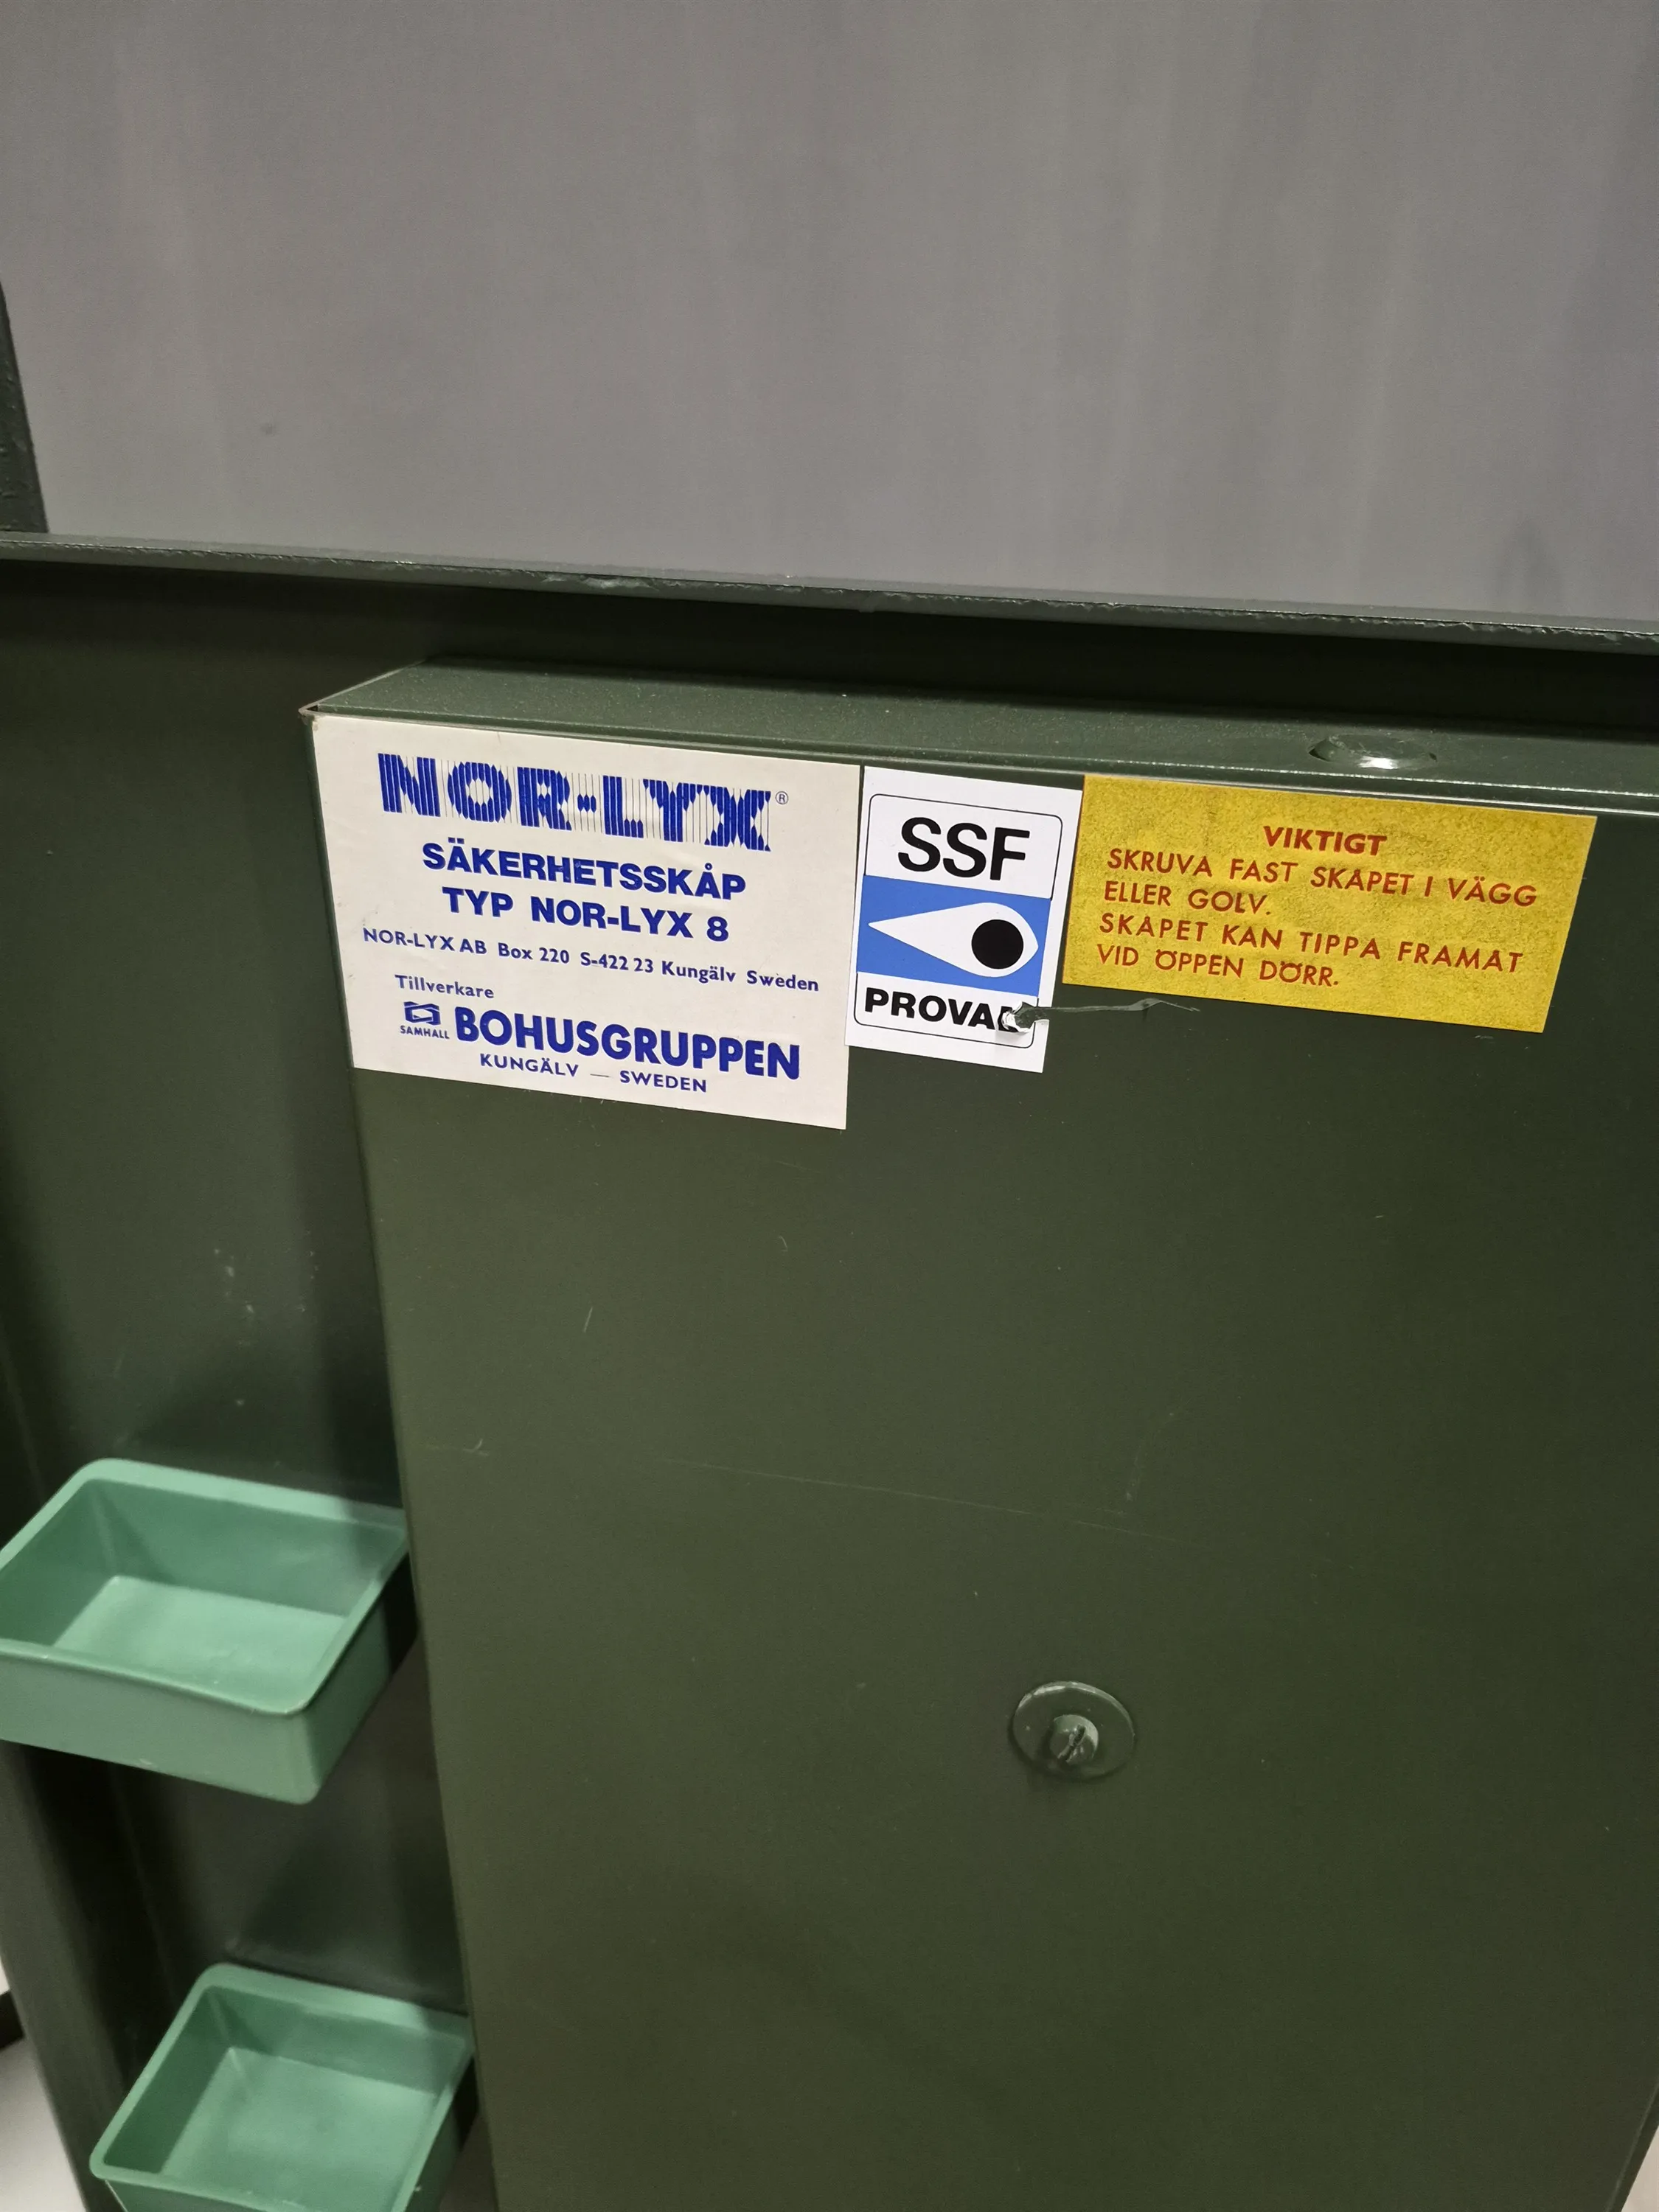 NOR-LYX®
SÄKERHETSSKÅP
TYP NOR-LYX 8
NOR-LYX AB Box 220 S-422 23 Kungälv Sweden
Tillverkare
SAMHALL BOHUSGRUPPEN
KUNGÄLV — SWEDEN
SSF
PROVAD
VIKTIGT
SKRUVA FAST SKÅPET I VÄGG
ELLER GOLV.
SKÅPET KAN TIPPA FRAMÅT
VID ÖPPEN DÖRR.